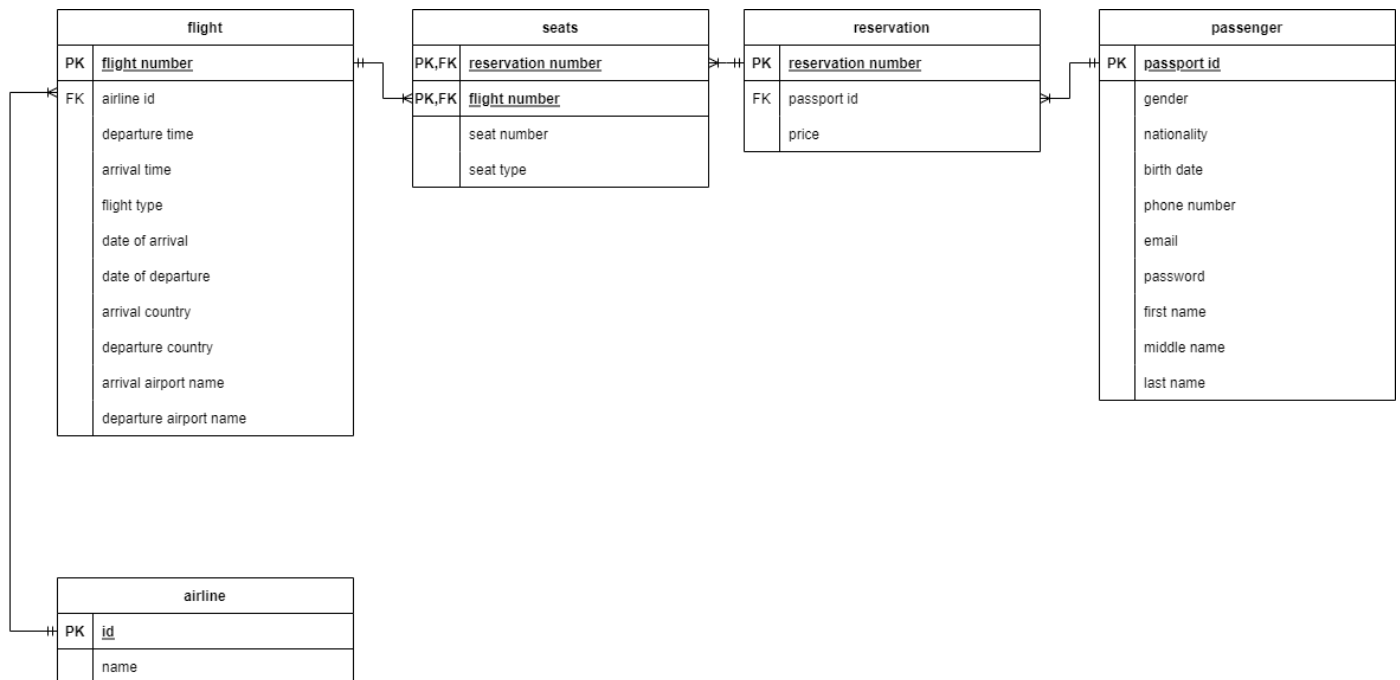 flight
PK flight number
FK airline id
departure time
arrival time
flight type
date of arrival
date of departure
arrival country
departure country
arrival airport name
departure airport name
seats
PK,FK reservation number
PK,FK flight number
seat number
seat type
reservation
PK reservation number
FK passport id
price
passenger
PK passport id
gender
nationality
birth date
phone number
email
password
first name
middle name
last name
airline
PK id
name